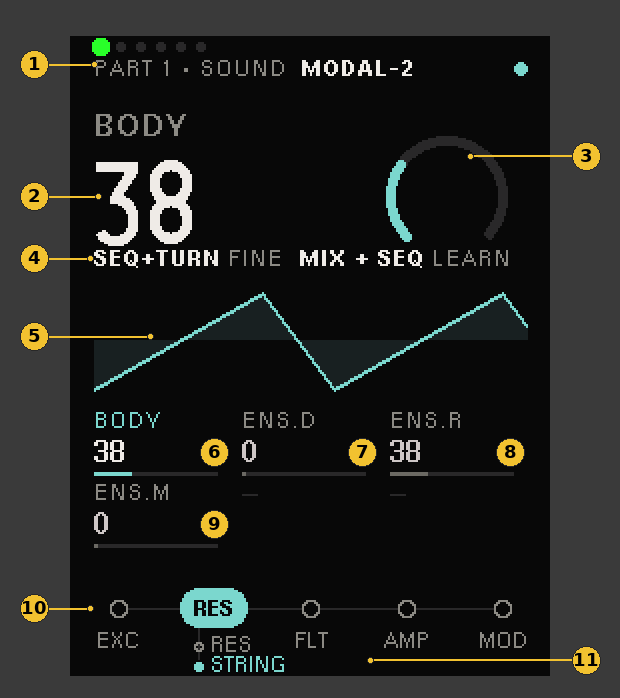 1 PART 1 · SOUND MODAL-2
BODY
3
2 38
4 SEQ+TURN FINE MIX + SEQ LEARN
5
BODY ENS.D ENS.R
38 6 0 7 38 8
ENS.M — —
0 9
10 RES
EXC RES FLT AMP MOD
STRING 11